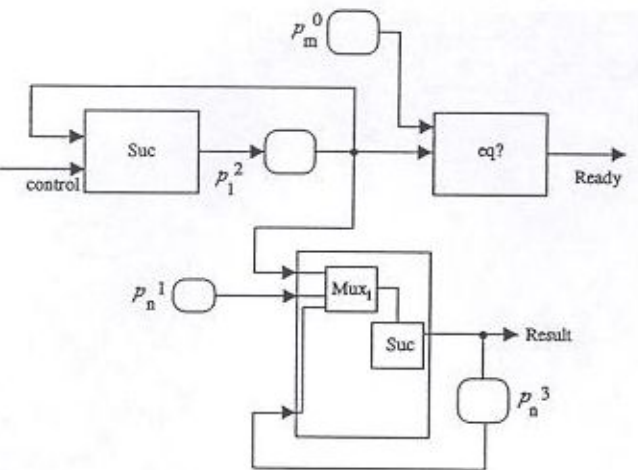 p_m^0
Suc
eq?
control
p_1^2
Ready
p_n^1
Mux_1
Suc
Result
p_n^3